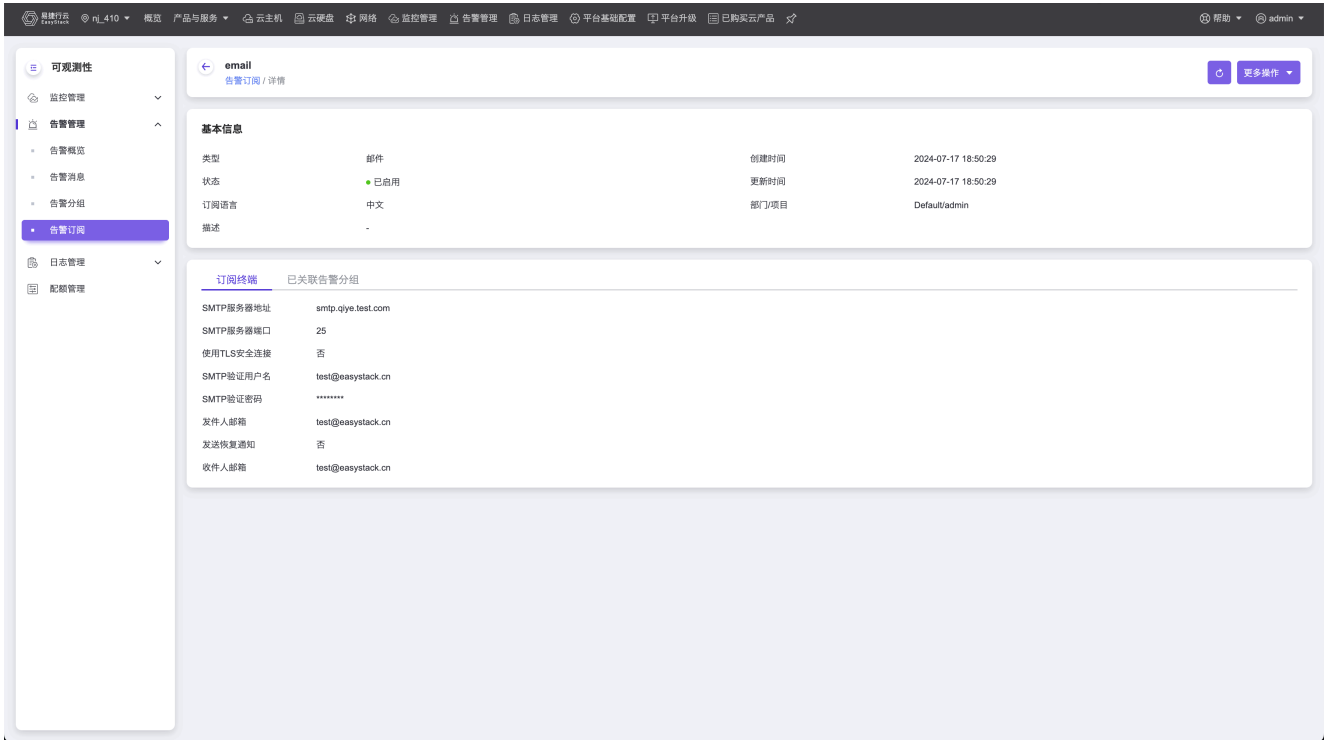 易捷行云 EasyStack nj_410 概览 产品与服务 云主机 云硬盘 网络 监控管理 告警管理 日志管理 平台基础配置 平台升级 已购买云产品 帮助 admin
可观测性
监控管理
告警管理
告警概览
告警消息
告警分组
告警订阅
日志管理
配额管理
email
告警订阅 / 详情
更多操作
基本信息
类型 邮件 创建时间 2024-07-17 18:50:29
状态 已启用 更新时间 2024-07-17 18:50:29
订阅语言 中文 部门/项目 Default/admin
描述 -
订阅终端 已关联告警分组
SMTP服务器地址 smtp.qiye.test.com
SMTP服务器端口 25
使用TLS安全连接 否
SMTP验证用户名 test@easystack.cn
SMTP验证密码 ********
发件人邮箱 test@easystack.cn
发送恢复通知 否
收件人邮箱 test@easystack.cn